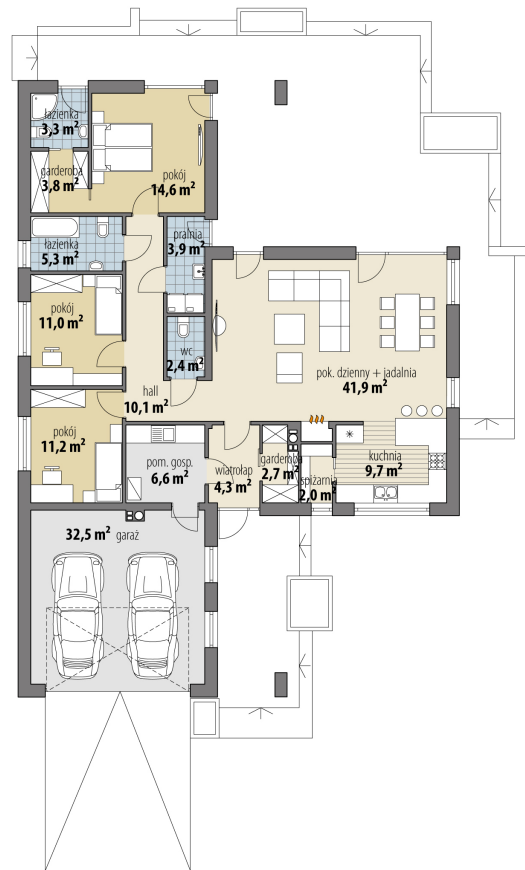 łazienka
3,3 m²
garderoba
3,8 m²
pokój
14,6 m²
pralnia
3,9 m²
łazienka
5,3 m²
pokój
11,0 m²
wc
2,4 m²
pok. dzienny + jadalnia
41,9 m²
hall
10,1 m²
pokój
11,2 m²
pom. gosp.
6,6 m²
wiatrołap
4,3 m²
garderoba
2,7 m²
spiżarnia
2,0 m²
kuchnia
9,7 m²
32,5 m² garaż